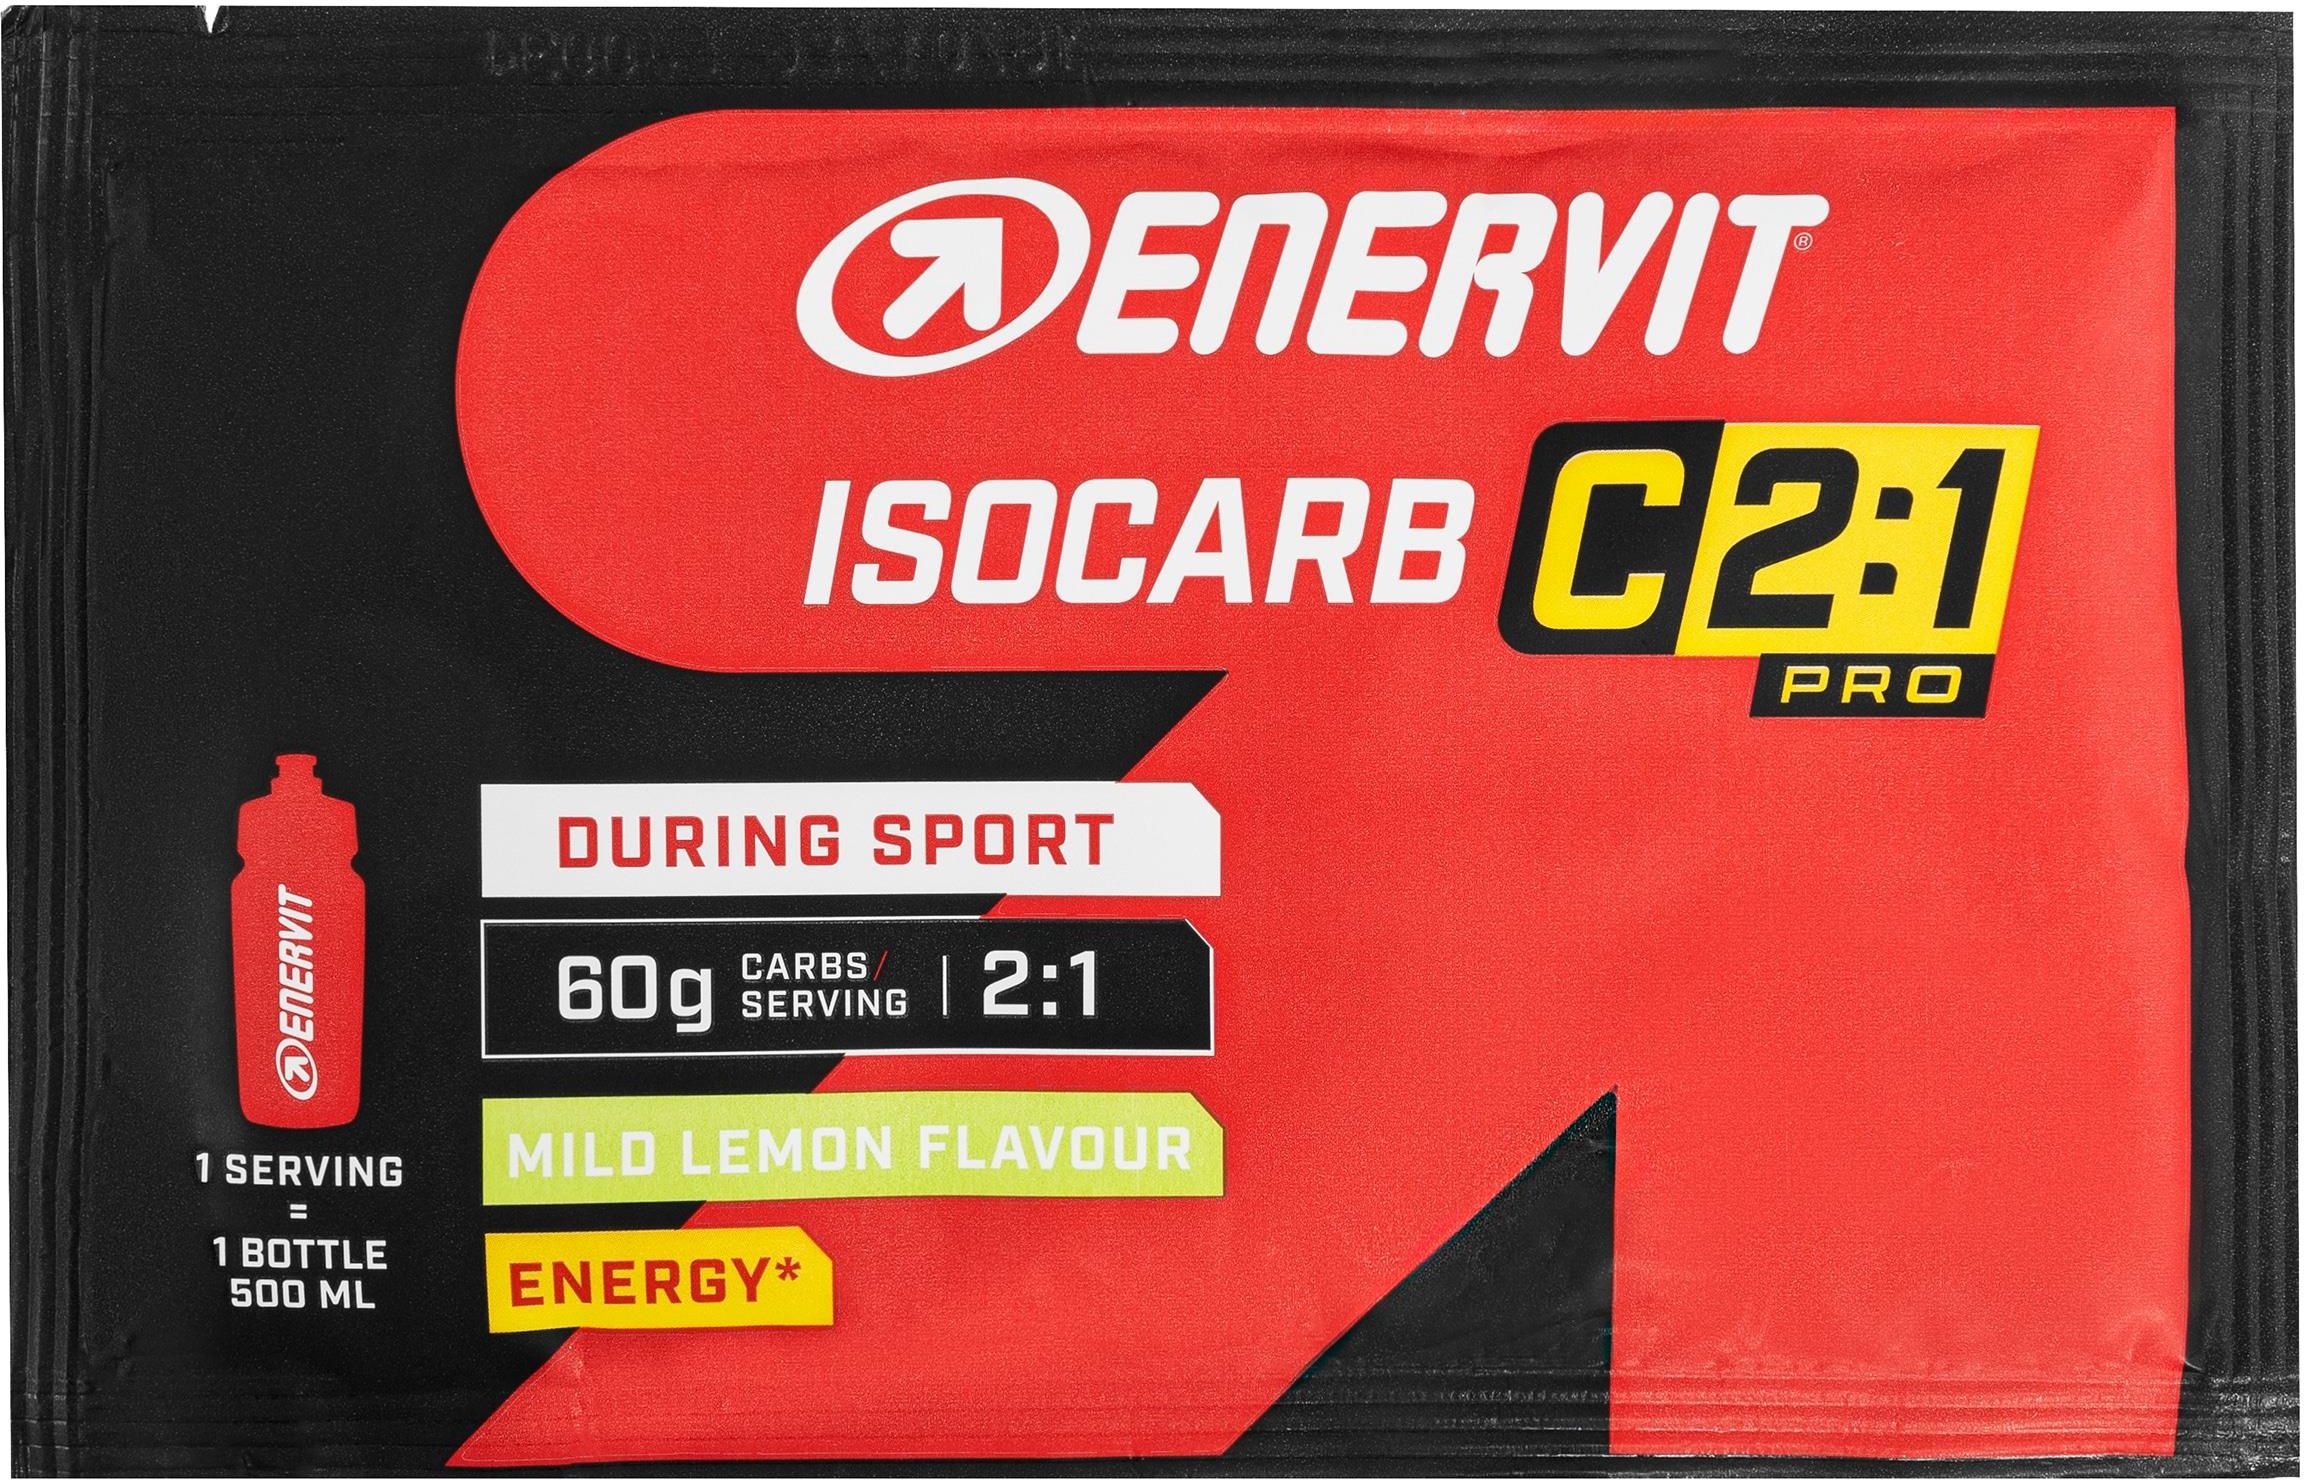 ENERVIT®
ISOCARB C2:1
PRO
DURING SPORT
60g CARBS/
SERVING | 2:1
MILD LEMON FLAVOUR
ENERGY*
ENERVIT
1 SERVING
=
1 BOTTLE
500 ML